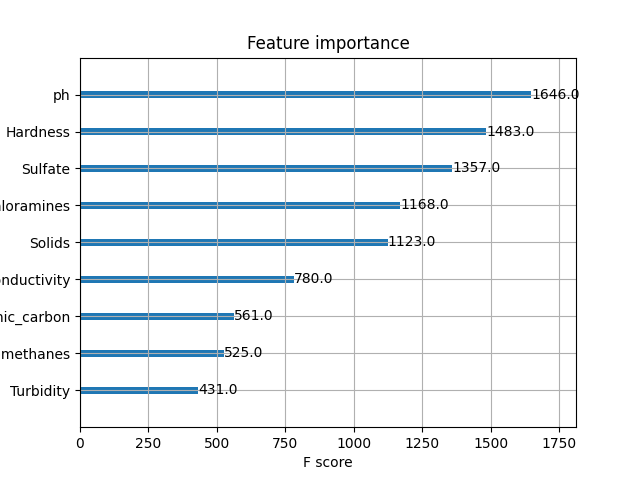 Feature importance
ph 1646.0
Hardness 1483.0
Sulfate 1357.0
loramines 1168.0
Solids 1123.0
onductivity 780.0
nic_carbon 561.0
methanes 525.0
Turbidity 431.0
0 250 500 750 1000 1250 1500 1750
F score